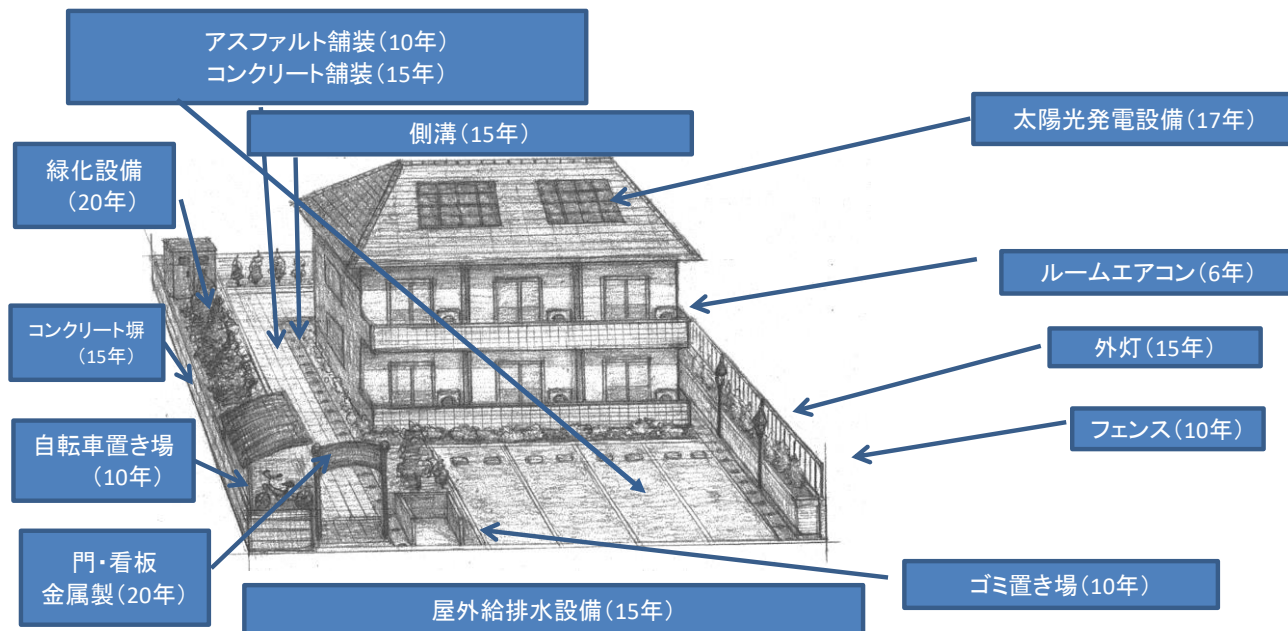 アスファルト舗装(10年)
コンクリート舗装(15年)
側溝(15年)
太陽光発電設備(17年)
緑化設備
(20年)
ルームエアコン(6年)
コンクリート塀
(15年)
外灯(15年)
フェンス(10年)
自転車置き場
(10年)
門・看板
金属製(20年)
ゴミ置き場(10年)
屋外給排水設備(15年)